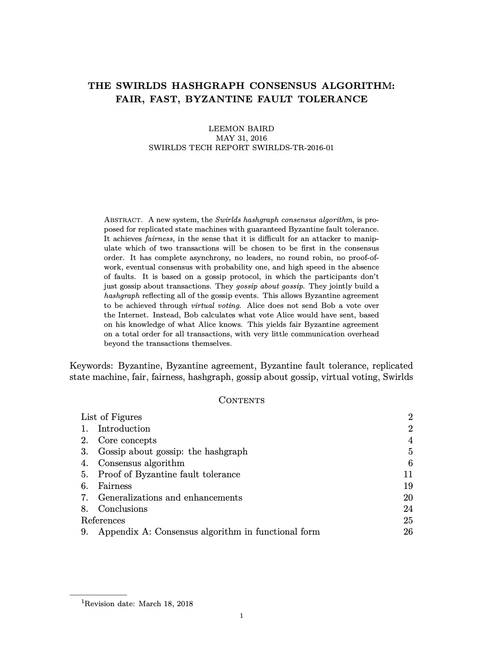 THE SWIRLDS HASHGRAPH CONSENSUS ALGORITHM:
FAIR, FAST, BYZANTINE FAULT TOLERANCE
LEEMON BAIRD
MAY 31, 2016
SWIRLDS TECH REPORT SWIRLDS-TR-2016-01
ABSTRACT. A new system, the Swirlds hashgraph consensus algorithm, is pro-
posed for replicated state machines with guaranteed Byzantine fault tolerance.
It achieves fairness, in the sense that it is difficult for an attacker to manip-
ulate which of two transactions will be chosen to be first in the consensus
order. It has complete asynchrony, no leaders, no round robin, no proof-of-
work, eventual consensus with probability one, and high speed in the absence
of faults. It is based on a gossip protocol, in which the participants don't
just gossip about transactions. They gossip about gossip. They jointly build a
hashgraph reflecting all of the gossip events. This allows Byzantine agreement
to be achieved through virtual voting. Alice does not send Bob a vote over
the Internet. Instead, Bob calculates what vote Alice would have sent, based
on his knowledge of what Alice knows. This yields fair Byzantine agreement
on a total order for all transactions, with very little communication overhead
beyond the transactions themselves.
Keywords: Byzantine, Byzantine agreement, Byzantine fault tolerance, replicated
state machine, fair, fairness, hashgraph, gossip about gossip, virtual voting, Swirlds
CONTENTS
List of Figures 2
1. Introduction 2
2. Core concepts 4
3. Gossip about gossip: the hashgraph 5
4. Consensus algorithm 6
5. Proof of Byzantine fault tolerance 11
6. Fairness 19
7. Generalizations and enhancements 20
8. Conclusions 24
References 25
9. Appendix A: Consensus algorithm in functional form 26
1Revision date: March 18, 2018
1